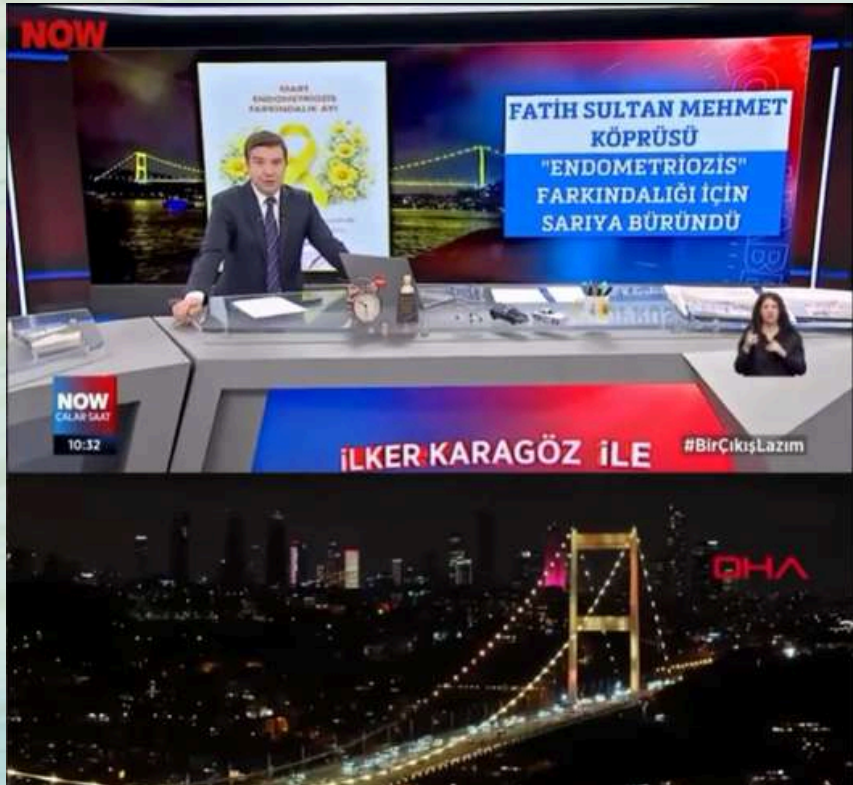 NOW
MART
ENDOMETRİOZİS
FARKINDALIK AYI
FATİH SULTAN MEHMET
KÖPRÜSÜ
"ENDOMETRİOZİS"
FARKINDALIĞI İÇİN
SARIYA BÜRÜNDÜ
NOW
ÇALAR SAAT
10:32
İLKER KARAGÖZ İLE
#BirÇıkışLazım
DHA